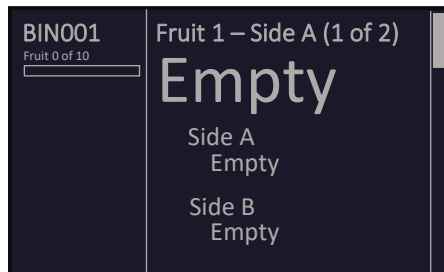 BIN001
Fruit 0 of 10
Fruit 1 – Side A (1 of 2)
Empty
Side A
Empty
Side B
Empty